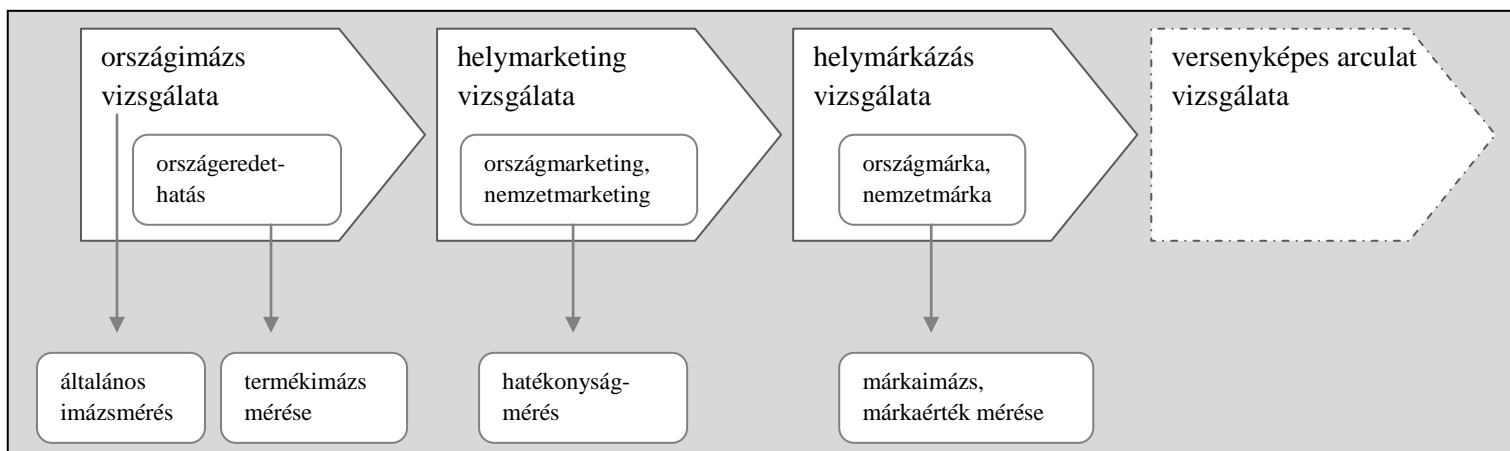 országimázs
vizsgálata
országeredet-
hatás
helymarketing
vizsgálata
országmarketing,
nemzetmarketing
helymárkázás
vizsgálata
országmárka,
nemzetmárka
versenyképes arculat
vizsgálata
általános
imázsmérés
termékimázs
mérése
hatékonyság-
mérés
márkaimázs,
márkaérték mérése